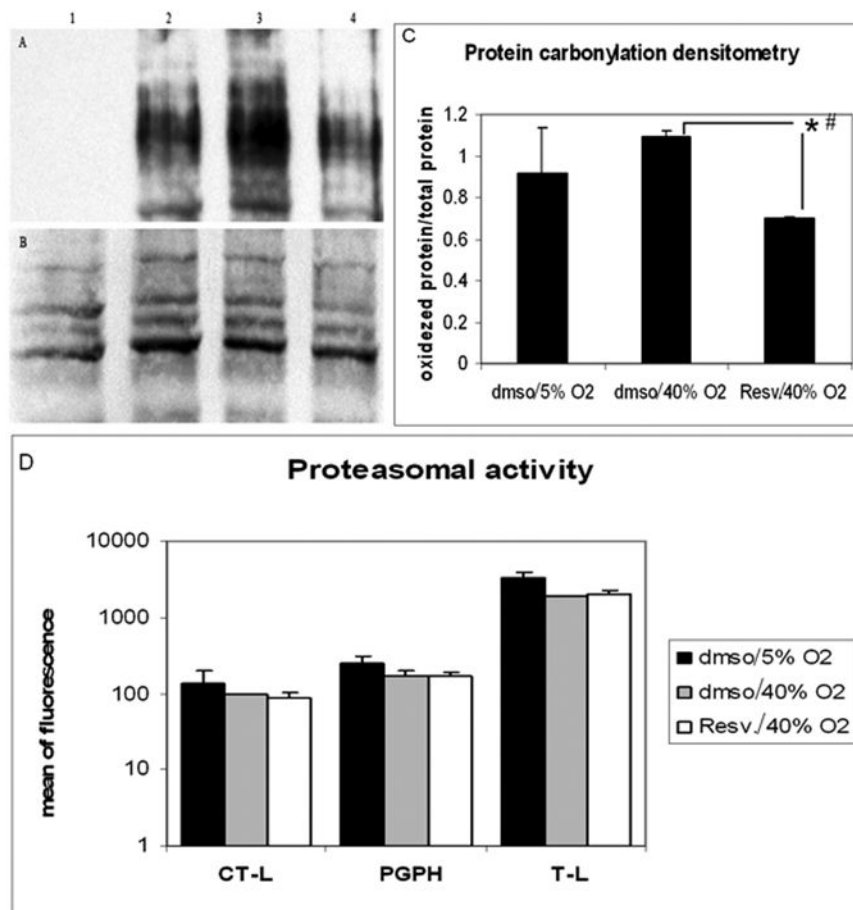 1 2 3 4
A
B
C
Protein carbonylation densitometry
oxidezed protein/total protein
1.2
1
0.8
0.6
0.4
0.2
0
* #
dmso/5% O2 dmso/40% O2 Resv./40% O2
D
Proteasomal activity
mean of fluorescence
10000
1000
100
10
1
CT-L PGPH T-L
dmso/5% O2
dmso/40% O2
Resv./40% O2